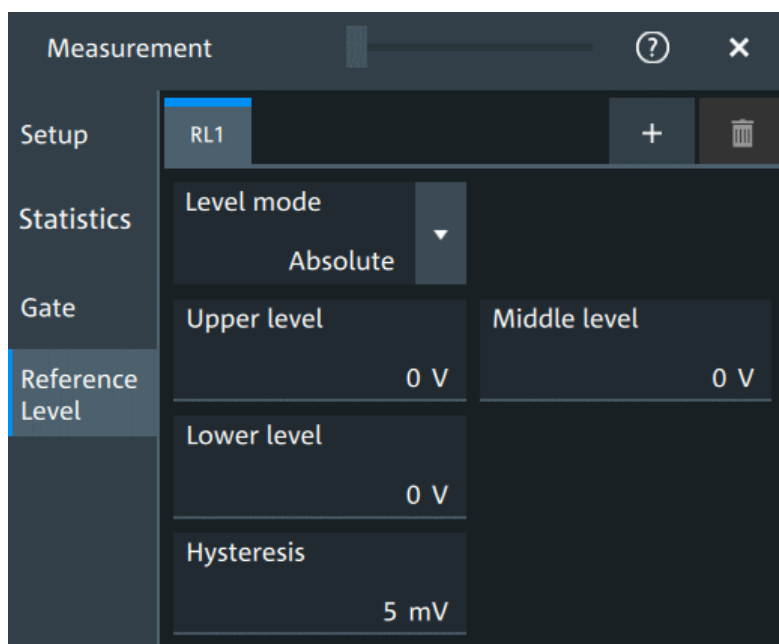 Measurement
?
×
Setup
Statistics
Gate
Reference
Level
RL1
+
Level mode
Absolute
Upper level
0 V
Middle level
0 V
Lower level
0 V
Hysteresis
5 mV